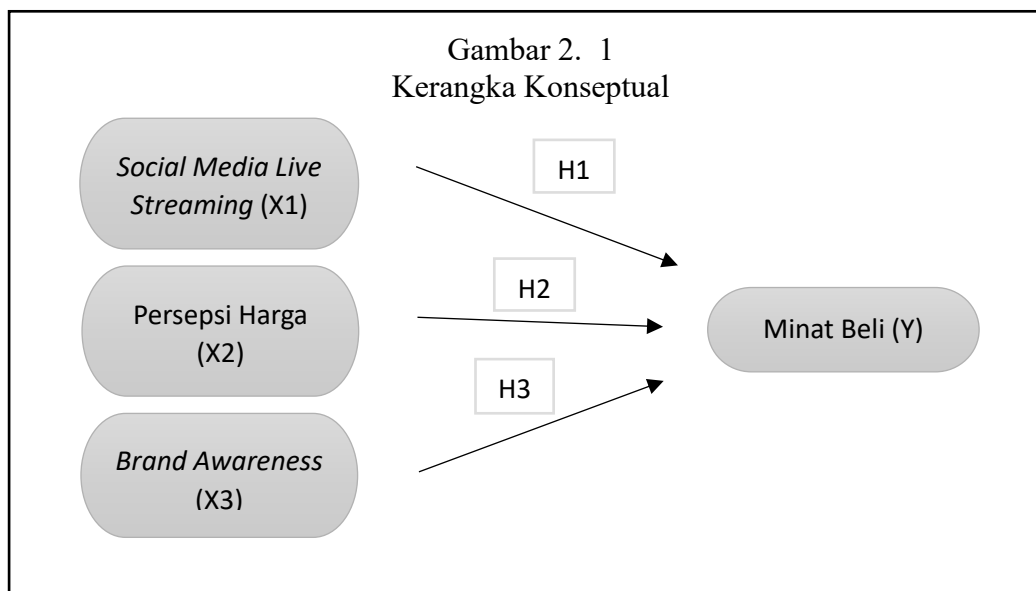 Gambar 2. 1
Kerangka Konseptual
Social Media Live
Streaming (X1)
H1
Persepsi Harga
(X2)
H2
Minat Beli (Y)
H3
Brand Awareness
(X3)